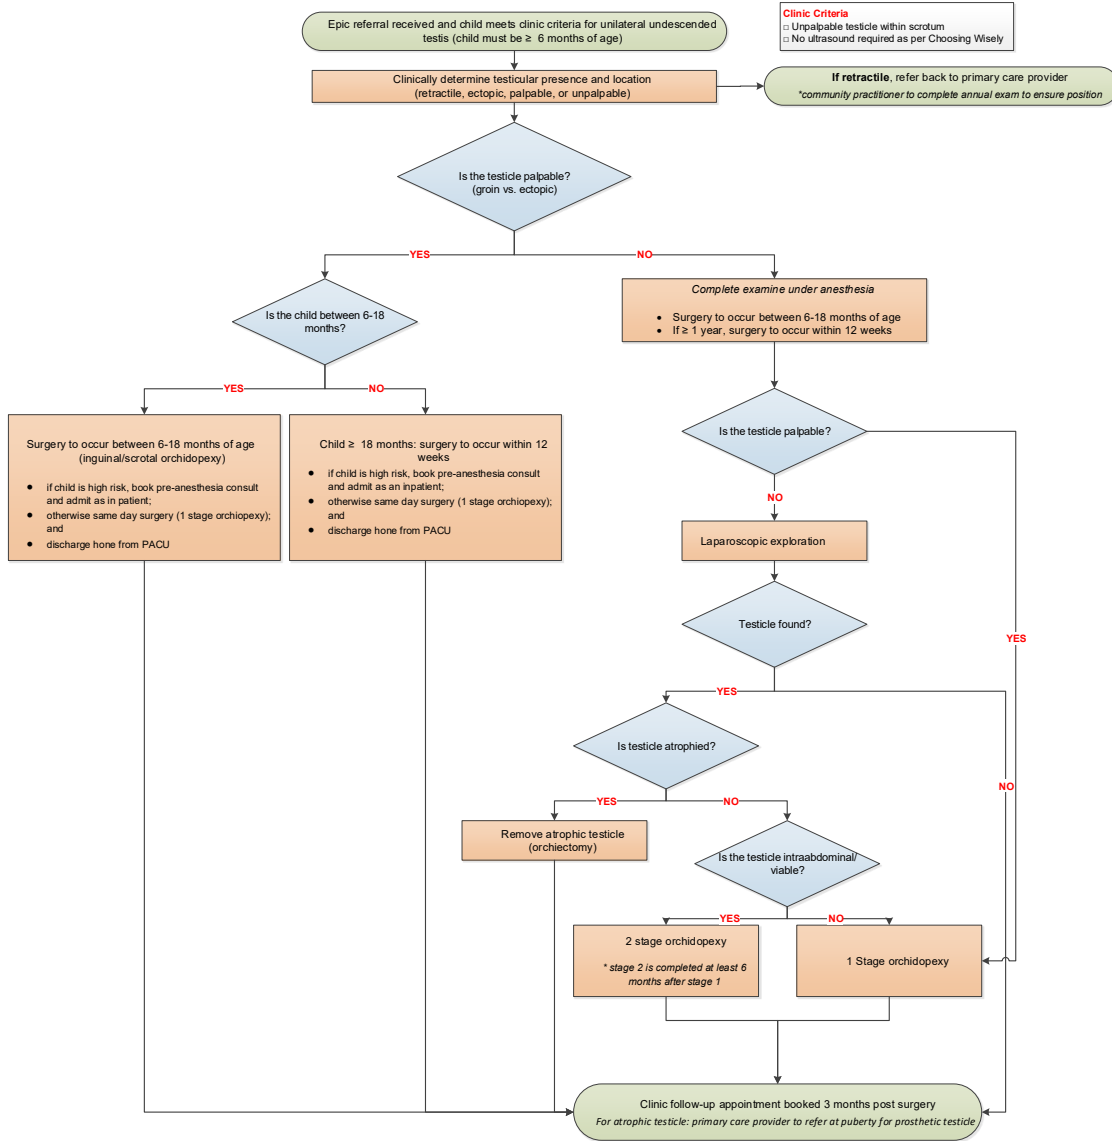 Epic referral received and child meets clinic criteria for unilateral undescended
testis (child must be ≥ 6 months of age)
Clinic Criteria
□ Unpalpable testicle within scrotum
□ No ultrasound required as per Choosing Wisely
Clinically determine testicular presence and location
(retractile, ectopic, palpable, or unpalpable)
If retractile, refer back to primary care provider
*community practitioner to complete annual exam to ensure position
Is the testicle palpable?
(groin vs. ectopic)
YES
NO
Is the child between 6-18
months?
Complete examine under anesthesia
• Surgery to occur between 6-18 months of age
• If ≥ 1 year, surgery to occur within 12 weeks
YES
NO
Surgery to occur between 6-18 months of age
(inguinal/scrotal orchidopexy)
• if child is high risk, book pre-anesthesia consult
and admit as in patient;
• otherwise same day surgery (1 stage orchiopexy);
and
• discharge hone from PACU
Child ≥ 18 months: surgery to occur within 12
weeks
• if child is high risk, book pre-anesthesia consult
and admit as an inpatient;
• otherwise same day surgery (1 stage orchiopexy);
and
• discharge hone from PACU
Is the testicle palpable?
NO
YES
Laparoscopic exploration
Testicle found?
YES
NO
Is testicle atrophied?
YES
NO
Remove atrophic testicle
(orchiectomy)
Is the testicle intraabdominal/
viable?
YES
NO
2 stage orchidopexy
* stage 2 is completed at least 6
months after stage 1
1 Stage orchidopexy
Clinic follow-up appointment booked 3 months post surgery
For atrophic testicle: primary care provider to refer at puberty for prosthetic testicle